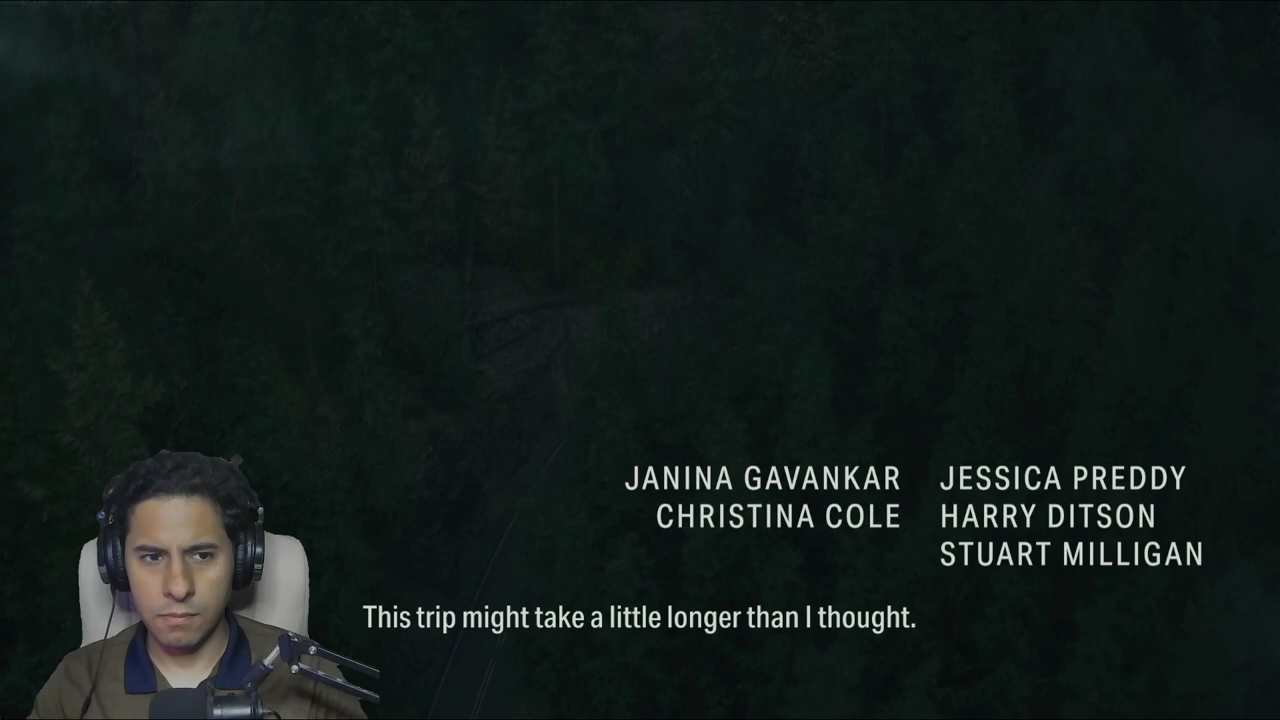 JANINA GAVANKAR
CHRISTINA COLE
JESSICA PREDDY
HARRY DITSON
STUART MILLIGAN
This trip might take a little longer than I thought.